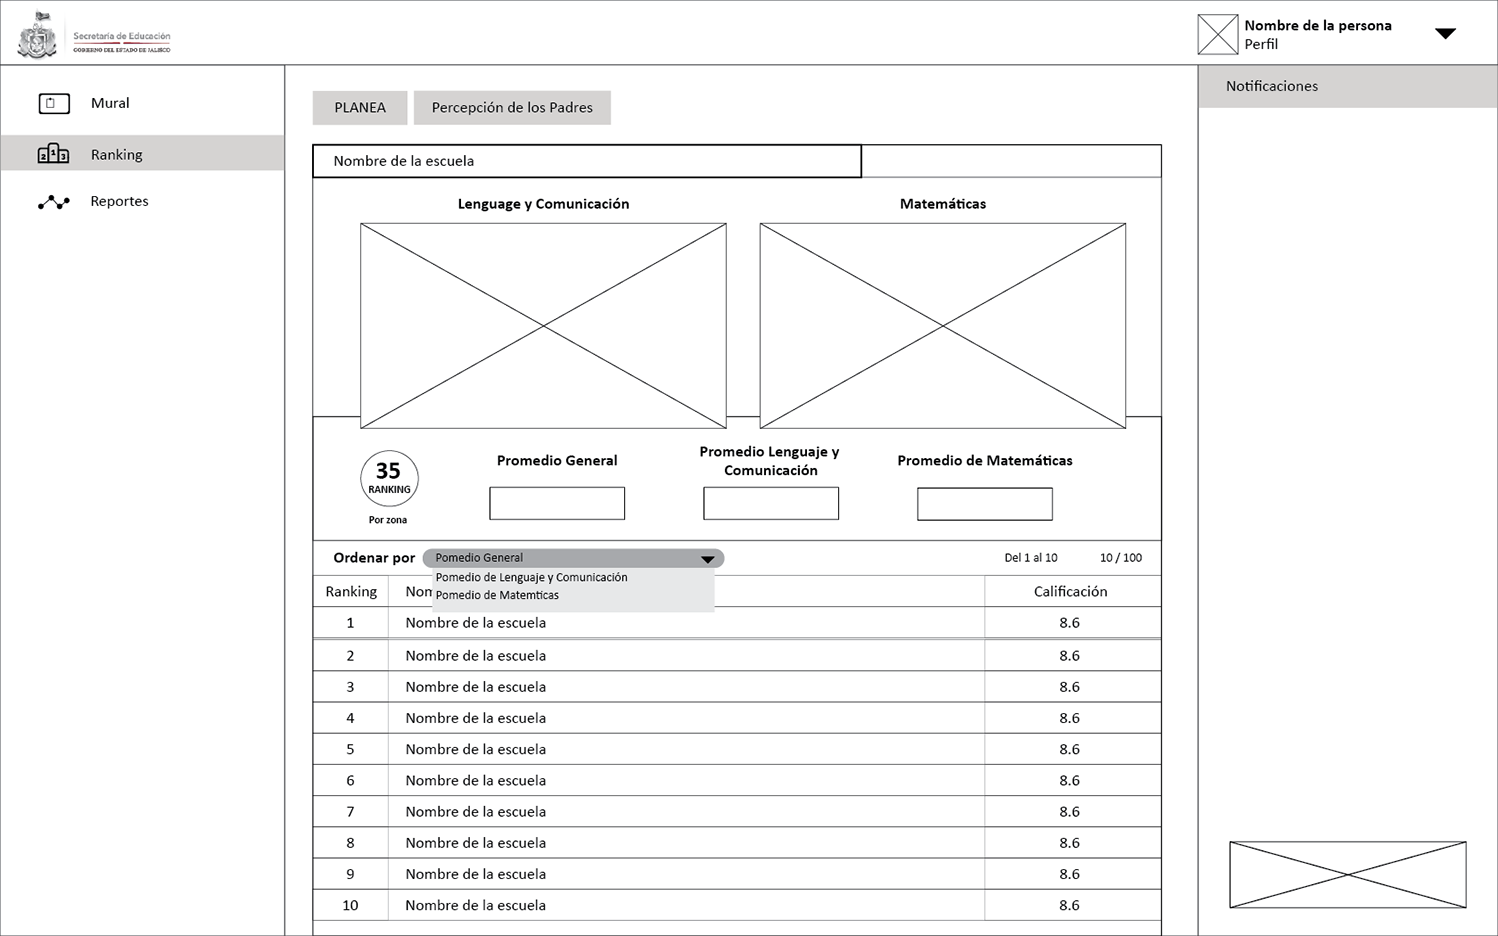 Secretaría de Educación
GOBIERNO DEL ESTADO DE JALISCO
Nombre de la persona
Perfil
Mural
Ranking
Reportes
PLANEA
Percepción de los Padres
Notificaciones
Nombre de la escuela
Lenguage y Comunicación
Matemáticas
35
RANKING
Por zona
Promedio General
Promedio Lenguaje y
Comunicación
Promedio de Matemáticas
Ordenar por
Pomedio General
Pomedio de Lenguaje y Comunicación
Pomedio de Matemticas
Del 1 al 10
10 / 100
Ranking Nom Calificación
1 Nombre de la escuela 8.6
2 Nombre de la escuela 8.6
3 Nombre de la escuela 8.6
4 Nombre de la escuela 8.6
5 Nombre de la escuela 8.6
6 Nombre de la escuela 8.6
7 Nombre de la escuela 8.6
8 Nombre de la escuela 8.6
9 Nombre de la escuela 8.6
10 Nombre de la escuela 8.6